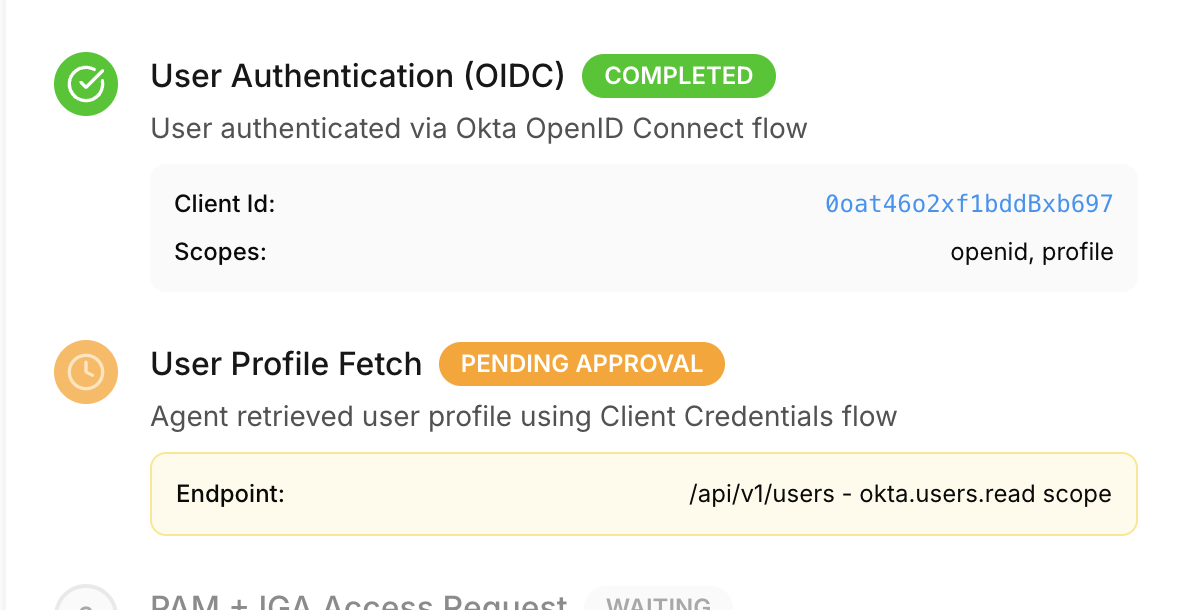 User Authentication (OIDC) COMPLETED
User authenticated via Okta OpenID Connect flow
Client Id: 0oat46o2xf1bddBxb697
Scopes: openid, profile
User Profile Fetch PENDING APPROVAL
Agent retrieved user profile using Client Credentials flow
Endpoint: /api/v1/users - okta.users.read scope
PAM + IGA Access Request WAITING